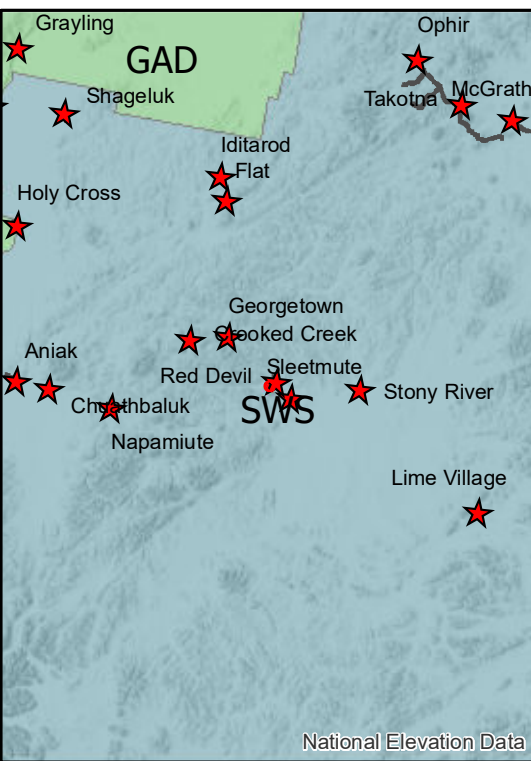 Grayling
Ophir
GAD
Shageluk
Takotna
McGrath
Iditarod
Flat
Holy Cross
Georgetown
Crooked Creek
Aniak
Red Devil
Sleetmute
Stony River
Chuathbaluk
SWS
Napamiute
Lime Village
National Elevation Data